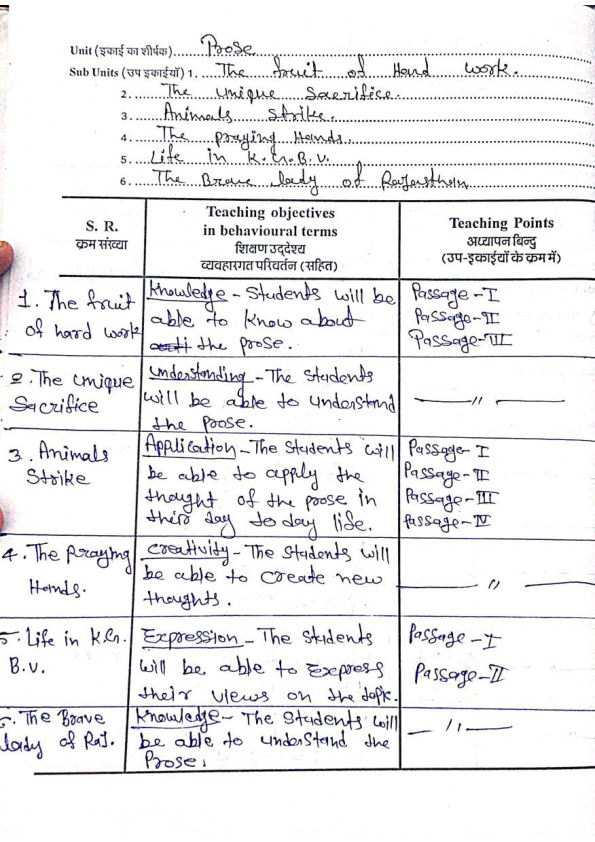 Unit (इकाई का शीर्षक) Prose
Sub Units (उप इकाईयाँ) 1. The fruit of Hard work.
2. The Unique Sacrifice.
3. Animals Strike.
4. The praying Hands.
5. Life in K.G.B.V.
6. The Brave lady of Rajasthan
S. R.
क्रम संख्या
Teaching objectives
in behavioural terms
शिक्षण उद्देश्य
व्यवहारगत परिवर्तन (सहित)
Teaching Points
अध्यापन बिन्दु
(उप-इकाईयों के क्रम में)
1. The fruit
of hard work
Knowledge - Students will be
able to know about
the prose.
Passage - I
Passage - II
Passage - III
2. The Unique
Sacrifice
Understanding - The Students
will be able to understand
the prose.
—— 〃 ——
3. Animals
Strike
Application - The Students will
be able to apply the
thought of the prose in
their day to day life.
Passage - I
Passage - II
Passage - III
Passage - IV
4. The Praying
Hands.
Creativity - The Students will
be able to create new
thoughts.
—— 〃 ——
5. Life in K.G.
B.V.
Expression - The Students
will be able to Express
their views on the topic.
Passage - I
Passage - II
6. The Brave
lady of Raj.
Knowledge - The Students will
be able to understand the
Prose.
—— 〃 ——